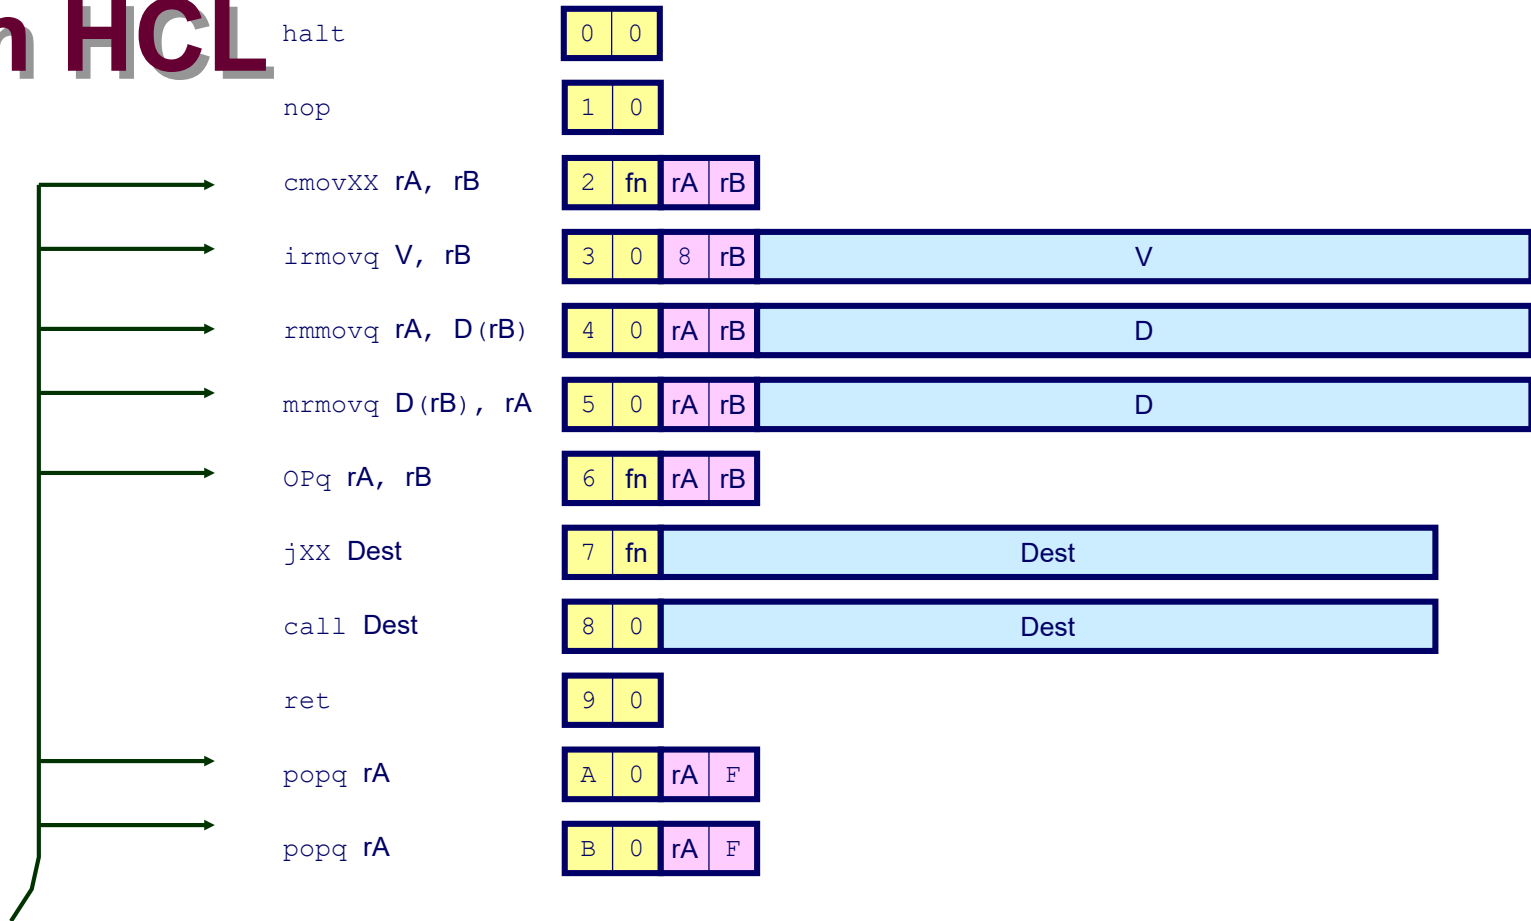 n HCL
halt 0 0
nop 1 0
cmovXX rA, rB 2 fn rA rB
irmovq V, rB 3 0 8 rB V
rmmovq rA, D(rB) 4 0 rA rB D
mrmovq D(rB), rA 5 0 rA rB D
OPq rA, rB 6 fn rA rB
jXX Dest 7 fn Dest
call Dest 8 0 Dest
ret 9 0
popq rA A 0 rA F
popq rA B 0 rA F